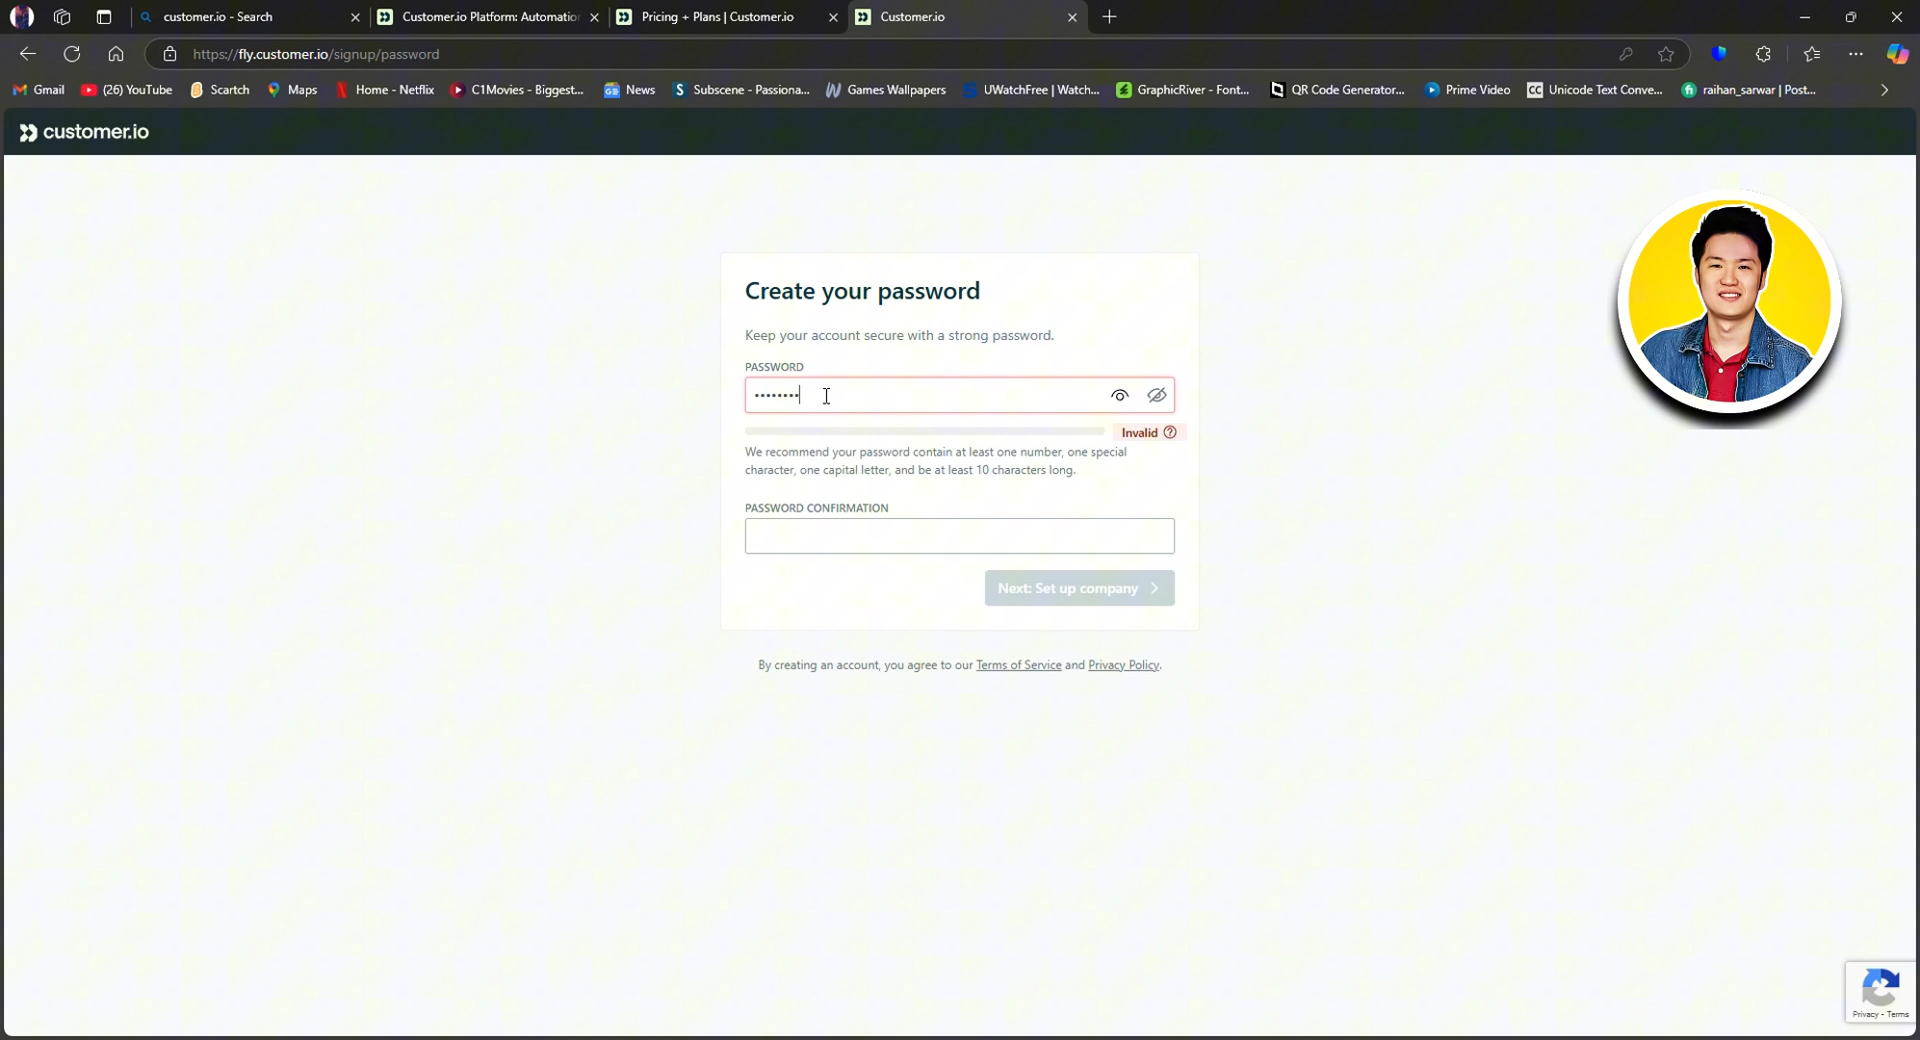 customer.io - Search
Customer.io Platform: Automatio
Pricing + Plans | Customer.io
Customer.io
https://fly.customer.io/signup/password
Gmail
(26) YouTube
Scartch
Maps
Home - Netflix
C1Movies - Biggest...
News
Subscene - Passiona...
Games Wallpapers
UWatchFree | Watch...
GraphicRiver - Font...
QR Code Generator...
Prime Video
CC Unicode Text Conve...
raihan_sarwar | Post...
customer.io
Create your password
Keep your account secure with a strong password.
PASSWORD
••••••••
Invalid
We recommend your password contain at least one number, one special
character, one capital letter, and be at least 10 characters long.
PASSWORD CONFIRMATION
Next: Set up company
By creating an account, you agree to our Terms of Service and Privacy Policy.
Privacy - Terms